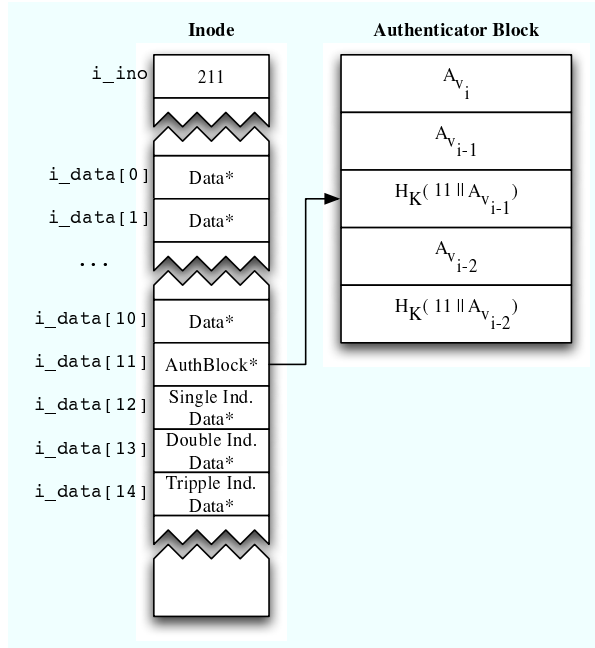 Inode
i_ino
211
i_data[0]
Data*
i_data[1]
Data*
...
i_data[10]
Data*
i_data[11]
AuthBlock*
i_data[12]
Single Ind.
Data*
i_data[13]
Double Ind.
Data*
i_data[14]
Tripple Ind.
Data*
Authenticator Block
A_{v_i}
A_{v_{i-1}}
H_K( 11 || A_{v_{i-1}})
A_{v_{i-2}}
H_K( 11 || A_{v_{i-2}})